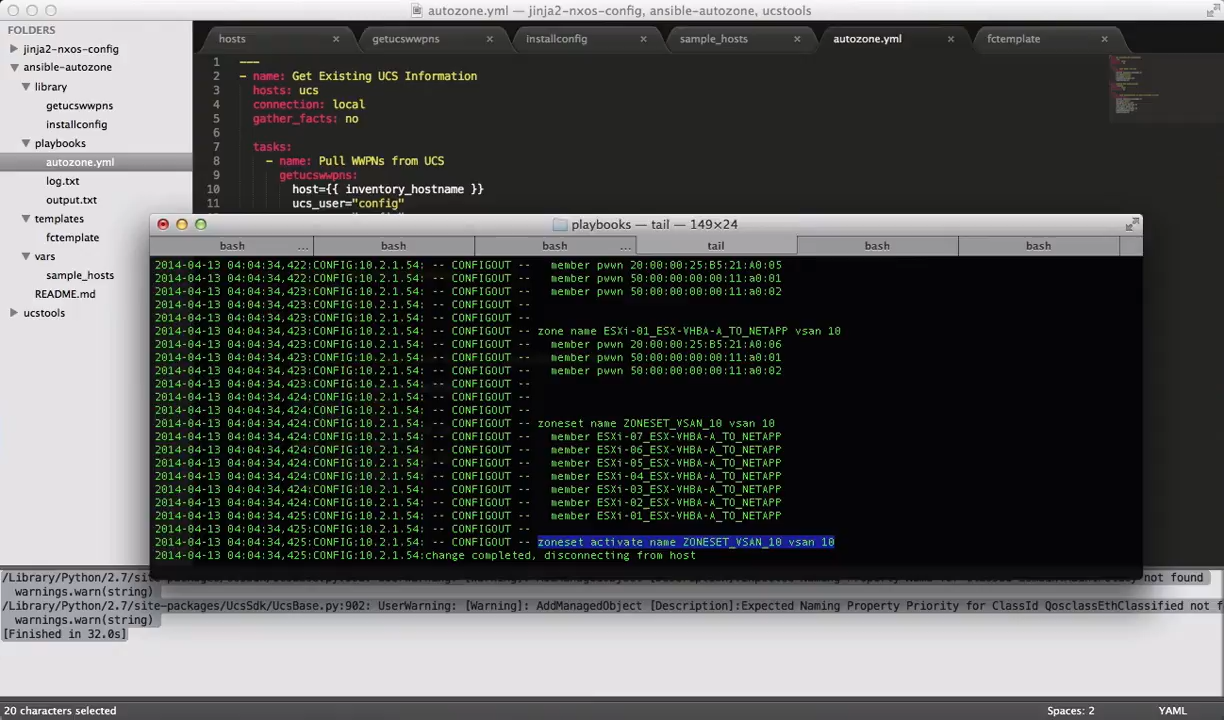 autozone.yml — jinja2-nxos-config, ansible-autozone, ucstools
FOLDERS
jinja2-nxos-config
ansible-autozone
library
getucswwpns
installconfig
playbooks
autozone.yml
log.txt
output.txt
templates
fctemplate
vars
sample_hosts
README.md
ucstools
hosts × getucswwpns × installconfig × sample_hosts × autozone.yml × fctemplate ×
1 ---
2 - name: Get Existing UCS Information
3 hosts: ucs
4 connection: local
5 gather_facts: no
6
7 tasks:
8 - name: Pull WWPNs from UCS
9 getucswwpns:
10 host={{ inventory_hostname }}
11 ucs_user="config"
playbooks — tail — 149×24
bash ... bash bash ... tail bash bash
2014-04-13 04:04:34,422:CONFIG:10.2.1.54: -- CONFIGOUT --   member pwwn 20:00:00:25:B5:21:A0:05
2014-04-13 04:04:34,423:CONFIG:10.2.1.54: -- CONFIGOUT --   member pwwn 50:00:00:00:00:11:a0:01
2014-04-13 04:04:34,423:CONFIG:10.2.1.54: -- CONFIGOUT --   member pwwn 50:00:00:00:00:11:a0:02
2014-04-13 04:04:34,423:CONFIG:10.2.1.54: -- CONFIGOUT --
2014-04-13 04:04:34,423:CONFIG:10.2.1.54: -- CONFIGOUT --
2014-04-13 04:04:34,423:CONFIG:10.2.1.54: -- CONFIGOUT -- zone name ESXi-01_ESX-VHBA-A_TO_NETAPP vsan 10
2014-04-13 04:04:34,423:CONFIG:10.2.1.54: -- CONFIGOUT --   member pwwn 20:00:00:25:B5:21:A0:06
2014-04-13 04:04:34,423:CONFIG:10.2.1.54: -- CONFIGOUT --   member pwwn 50:00:00:00:00:11:a0:01
2014-04-13 04:04:34,423:CONFIG:10.2.1.54: -- CONFIGOUT --   member pwwn 50:00:00:00:00:11:a0:02
2014-04-13 04:04:34,423:CONFIG:10.2.1.54: -- CONFIGOUT --
2014-04-13 04:04:34,424:CONFIG:10.2.1.54: -- CONFIGOUT --
2014-04-13 04:04:34,424:CONFIG:10.2.1.54: -- CONFIGOUT --
2014-04-13 04:04:34,424:CONFIG:10.2.1.54: -- CONFIGOUT -- zoneset name ZONESET_VSAN_10 vsan 10
2014-04-13 04:04:34,424:CONFIG:10.2.1.54: -- CONFIGOUT --   member ESXi-07_ESX-VHBA-A_TO_NETAPP
2014-04-13 04:04:34,424:CONFIG:10.2.1.54: -- CONFIGOUT --   member ESXi-06_ESX-VHBA-A_TO_NETAPP
2014-04-13 04:04:34,424:CONFIG:10.2.1.54: -- CONFIGOUT --   member ESXi-05_ESX-VHBA-A_TO_NETAPP
2014-04-13 04:04:34,424:CONFIG:10.2.1.54: -- CONFIGOUT --   member ESXi-04_ESX-VHBA-A_TO_NETAPP
2014-04-13 04:04:34,424:CONFIG:10.2.1.54: -- CONFIGOUT --   member ESXi-03_ESX-VHBA-A_TO_NETAPP
2014-04-13 04:04:34,424:CONFIG:10.2.1.54: -- CONFIGOUT --   member ESXi-02_ESX-VHBA-A_TO_NETAPP
2014-04-13 04:04:34,425:CONFIG:10.2.1.54: -- CONFIGOUT --   member ESXi-01_ESX-VHBA-A_TO_NETAPP
2014-04-13 04:04:34,425:CONFIG:10.2.1.54: -- CONFIGOUT --
2014-04-13 04:04:34,425:CONFIG:10.2.1.54: -- CONFIGOUT -- zoneset activate name ZONESET_VSAN_10 vsan 10
2014-04-13 04:04:34,425:CONFIG:10.2.1.54:change completed, disconnecting from host
/Library/Python/2.7/ not found
warnings.warn(string)
/Library/Python/2.7/site-packages/UcsSdk/UcsBase.py:902: UserWarning: [Warning]: AddManagedObject [Description]:Expected Naming Property Priority for ClassId QosclassEthClassified not f
warnings.warn(string)
[Finished in 32.0s]
20 characters selected
Spaces: 2 YAML